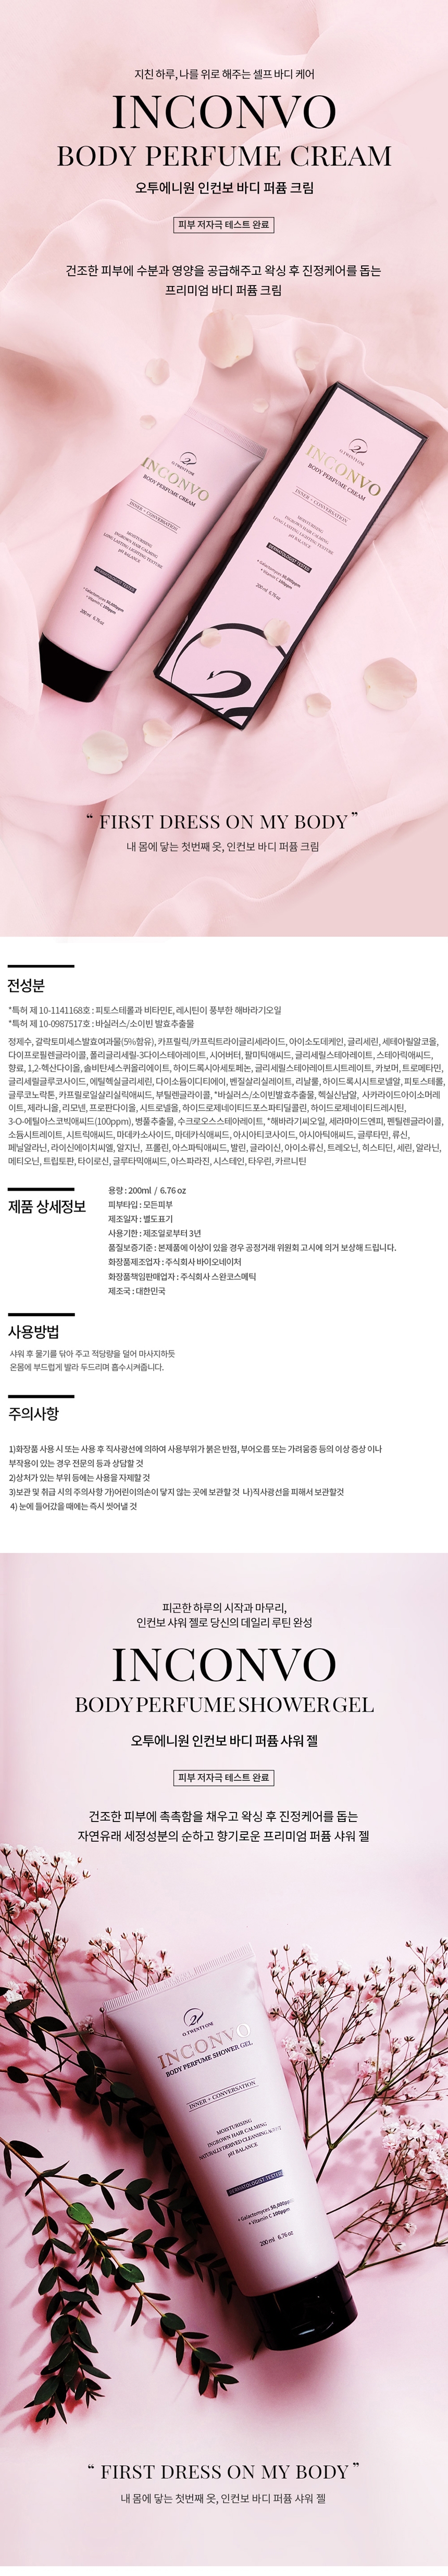 지친 하루, 나를 위로 해주는 셀프 바디 케어
INCONVO
BODY PERFUME CREAM
오투에니원 인컨보 바디 퍼퓸 크림
피부 저자극 테스트 완료
건조한 피부에 수분과 영양을 공급해주고 왁싱 후 진정케어를 돕는
프리미엄 바디 퍼퓸 크림
O.TWENTY ONE
INCONVO
BODY PERFUME CREAM
INNER + CONVERSATION
MOISTURISING
INGROWN HAIR CALMING
LONG LASTING LIGHTING TEXTURE
pH BALANCE
DERMATOLOGIST TESTED
• Galactomyces 50,000ppm
• Vitamin C 100ppm
200 ml 6.76 oz
O.TWENTY ONE
INCONVO
BODY PERFUME CREAM
INNER + CONVERSATION
MOISTURISING
INGROWN HAIR CALMING
LONG LASTING LIGHTING TEXTURE
pH BALANCE
DERMATOLOGIST TESTED
• Galactomyces 50,000ppm
• Vitamin C 100ppm
200 ml 6.76 oz
“ FIRST DRESS ON MY BODY ”
내 몸에 닿는 첫번째 옷, 인컨보 바디 퍼퓸 크림
전성분
*특허 제 10-1141168호 : 피토스테롤과 비타민E, 레시틴이 풍부한 해바라기오일
*특허 제 10-0987517호 : 바실러스/소이빈 발효추출물
정제수, 갈락토미세스발효여과물(5%함유), 카프릴릭/카프릭트라이글리세라이드, 아이소도데케인, 글리세린, 세테아릴알코올,
다이프로필렌글라이콜, 폴리글리세릴-3다이스테아레이트, 시어버터, 팔미틱애씨드, 글리세릴스테아레이트, 스테아릭애씨드,
향료, 1,2-헥산다이올, 솔비탄세스퀴올리에이트, 하이드록시아세토페논, 글리세릴스테아레이트시트레이트, 카보머, 트로메타민,
글리세릴글루코사이드, 에틸헥실글리세린, 다이소듐이디티에이, 벤질살리실레이트, 리날룰, 하이드록시시트로넬알, 피토스테롤,
글루코노락톤, 카프릴로일살리실릭애씨드, 부틸렌글라이콜, *바실러스/소이빈발효추출물, 헥실신남알, 사카라이드아이소머레
이트, 제라니올, 리모넨, 프로판다이올, 시트로넬올, 하이드로제네이티드포스파티딜콜린, 하이드로제네이티드레시틴,
3-O-에틸아스코빅애씨드(100ppm), 병풀추출물, 수크로오스스테아레이트, *해바라기씨오일, 세라마이드엔피, 펜틸렌글라이콜,
소듐시트레이트, 시트릭애씨드, 마데카소사이드, 마데카식애씨드, 아시아티코사이드, 아시아틱애씨드, 글루타민, 류신,
페닐알라닌, 라이신에이치씨엘, 알지닌, 프롤린, 아스파틱애씨드, 발린, 글라이신, 아이소류신, 트레오닌, 히스티딘, 세린, 알라닌,
메티오닌, 트립토판, 타이로신, 글루타믹애씨드, 아스파라진, 시스테인, 타우린, 카르니틴
제품 상세정보
용량 : 200ml / 6.76 oz
피부타입 : 모든피부
제조일자 : 별도표기
사용기한 : 제조일로부터 3년
품질보증기준 : 본제품에 이상이 있을 경우 공정거래 위원회 고시에 의거 보상해 드립니다.
화장품제조업자 : 주식회사 바이오네이처
화장품책임판매업자 : 주식회사 스완코스메틱
제조국 : 대한민국
사용방법
샤워 후 물기를 닦아 주고 적당량을 덜어 마사지하듯
온몸에 부드럽게 발라 두드리며 흡수시켜줍니다.
주의사항
1)화장품 사용 시 또는 사용 후 직사광선에 의하여 사용부위가 붉은 반점, 부어오름 또는 가려움증 등의 이상 증상 이나
부작용이 있는 경우 전문의 등과 상담할 것
2)상처가 있는 부위 등에는 사용을 자제할 것
3)보관 및 취급 시의 주의사항 가)어린이의손이 닿지 않는 곳에 보관할 것 나)직사광선을 피해서 보관할것
4) 눈에 들어갔을 때에는 즉시 씻어낼 것
피곤한 하루의 시작과 마무리,
인컨보 샤워 젤로 당신의 데일리 루틴 완성
INCONVO
BODY PERFUME SHOWER GEL
오투에니원 인컨보 바디 퍼퓸 샤워 젤
피부 저자극 테스트 완료
건조한 피부에 촉촉함을 채우고 왁싱 후 진정케어를 돕는
자연유래 세정성분의 순하고 향기로운 프리미엄 퍼퓸 샤워 젤
O.TWENTY ONE
INCONVO
BODY PERFUME SHOWER GEL
INNER + CONVERSATION
MOISTURISING
INGROWN HAIR CALMING
NATURALLY DERIVED CLEANSING AGENT
pH BALANCE
DERMATOLOGIST TESTED
• Galactomyces 50,000ppm
• Vitamin C 100ppm
200 ml 6.76 oz
“ FIRST DRESS ON MY BODY ”
내 몸에 닿는 첫번째 옷, 인컨보 바디 퍼퓸 샤워 젤